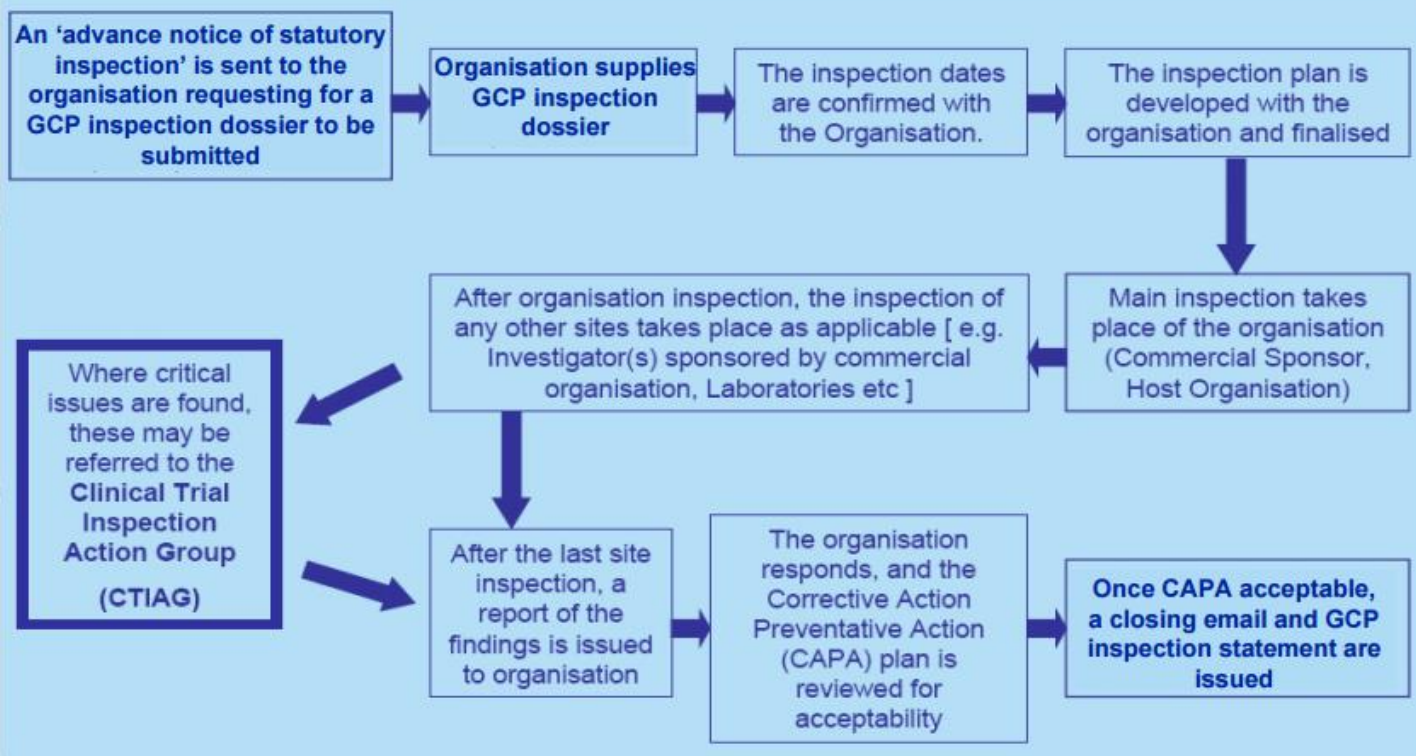 An ‘advance notice of statutory
inspection’ is sent to the
organisation requesting for a
GCP inspection dossier to be
submitted
Organisation supplies
GCP inspection
dossier
The inspection dates
are confirmed with
the Organisation.
The inspection plan is
developed with the
organisation and finalised
Main inspection takes
place of the organisation
(Commercial Sponsor,
Host Organisation)
After organisation inspection, the inspection of
any other sites takes place as applicable [ e.g.
Investigator(s) sponsored by commercial
organisation, Laboratories etc ]
Where critical
issues are found,
these may be
referred to the
Clinical Trial
Inspection
Action Group
(CTIAG)
After the last site
inspection, a
report of the
findings is issued
to organisation
The organisation
responds, and the
Corrective Action
Preventative Action
(CAPA) plan is
reviewed for
acceptability
Once CAPA acceptable,
a closing email and GCP
inspection statement are
issued